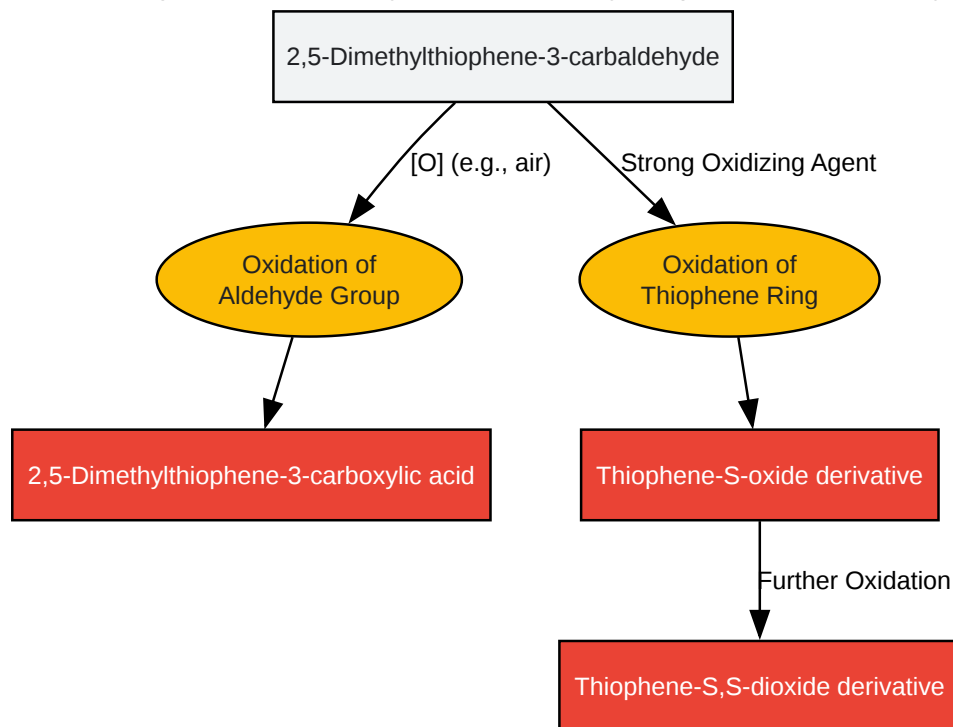 2,5-Dimethylthiophene-3-carbaldehyde
[O] (e.g., air)
Strong Oxidizing Agent
Oxidation of
Aldehyde Group
Oxidation of
Thiophene Ring
2,5-Dimethylthiophene-3-carboxylic acid
Thiophene-S-oxide derivative
Further Oxidation
Thiophene-S,S-dioxide derivative